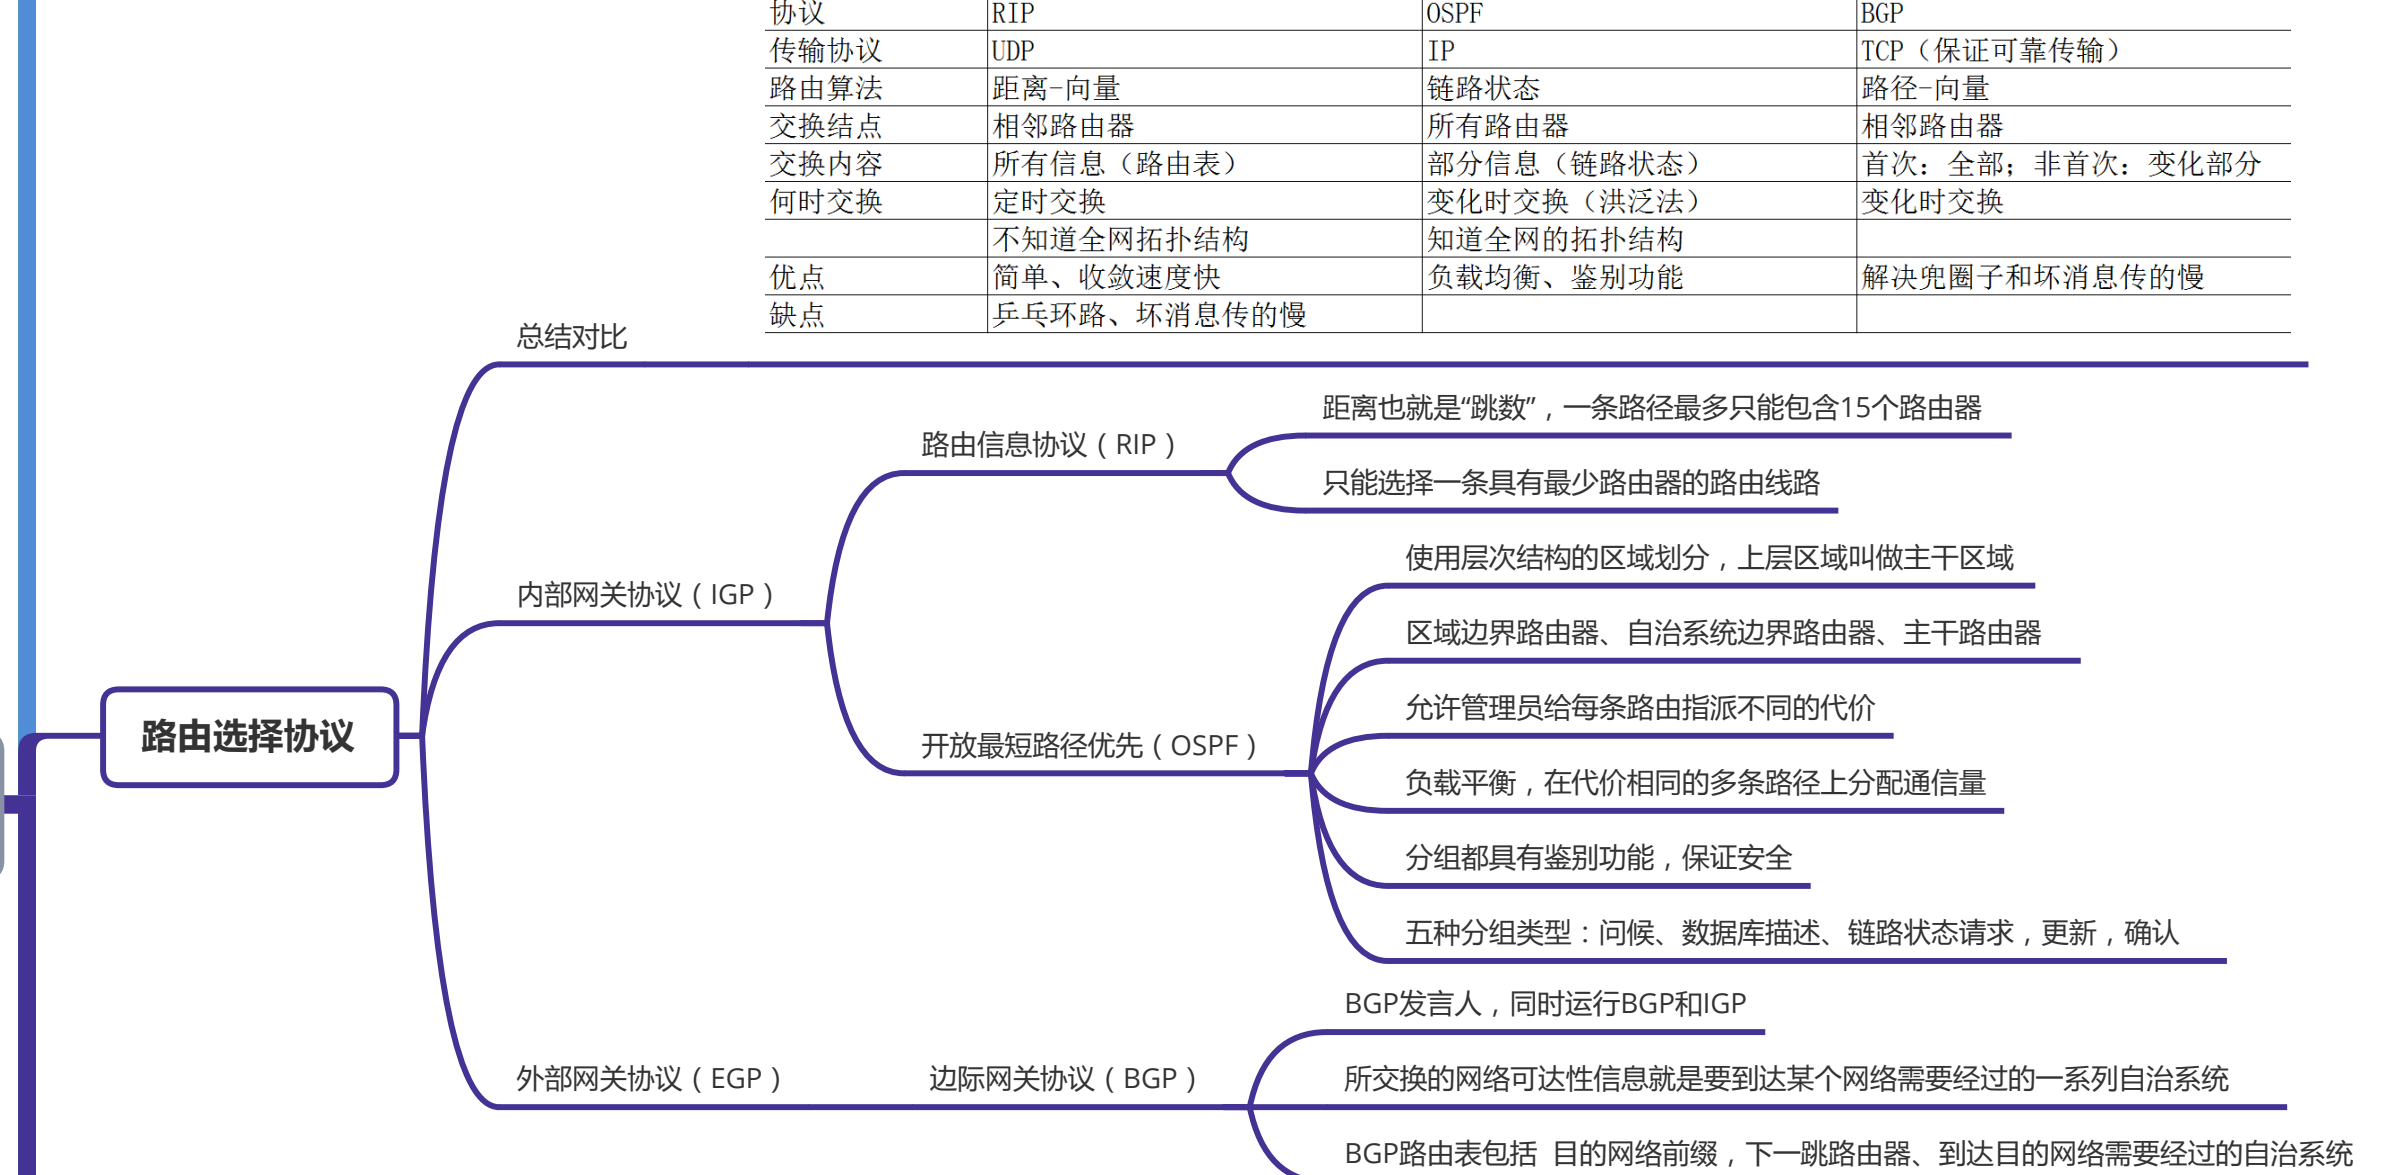 协议 RIP OSPF BGP
传输协议 UDP IP TCP（保证可靠传输）
路由算法 距离-向量 链路状态 路径-向量
交换结点 相邻路由器 所有路由器 相邻路由器
交换内容 所有信息（路由表） 部分信息（链路状态） 首次：全部；非首次：变化部分
何时交换 定时交换 变化时交换（洪泛法） 变化时交换
不知道全网拓扑结构 知道全网的拓扑结构
优点 简单、收敛速度快 负载均衡、鉴别功能 解决兜圈子和坏消息传的慢
缺点 乒乓环路、坏消息传的慢
总结对比
距离也就是“跳数”，一条路径最多只能包含15个路由器
路由信息协议（RIP）
只能选择一条具有最少路由器的路由线路
使用层次结构的区域划分，上层区域叫做主干区域
内部网关协议（IGP）
区域边界路由器、自治系统边界路由器、主干路由器
允许管理员给每条路由指派不同的代价
路由选择协议
开放最短路径优先（OSPF）
负载平衡，在代价相同的多条路径上分配通信量
分组都具有鉴别功能，保证安全
五种分组类型：问候、数据库描述、链路状态请求，更新，确认
BGP发言人，同时运行BGP和IGP
外部网关协议（EGP）
边际网关协议（BGP）
所交换的网络可达性信息就是要到达某个网络需要经过的一系列自治系统
BGP路由表包括 目的网络前缀，下一跳路由器、到达目的网络需要经过的自治系统